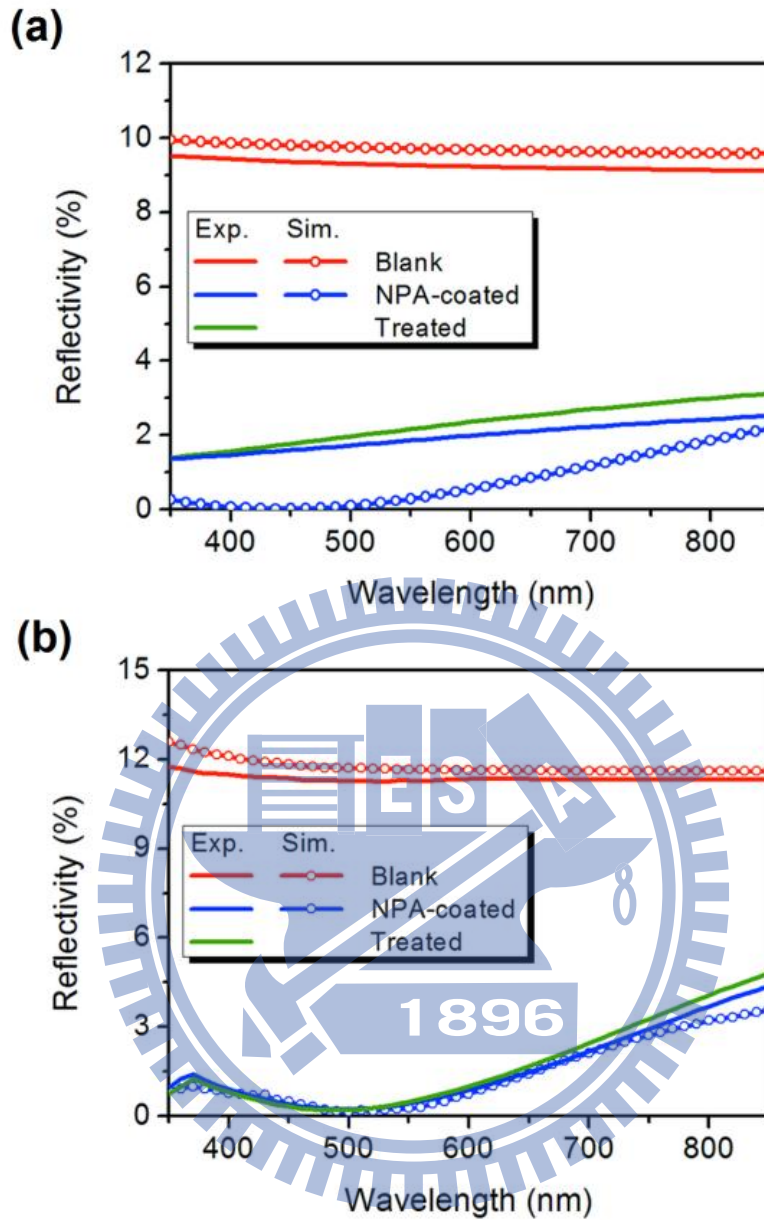 (a)
12
10
8
6
4
2
0
Reflectivity (%)
Exp. Sim.
Blank
NPA-coated
Treated
400 500 600 700 800
Wavelength (nm)
(b)
15
12
9
6
3
0
Reflectivity (%)
ES A
Exp. Sim.
Blank
NPA-coated
Treated
8
1896
400 500 600 700 800
Wavelength (nm)